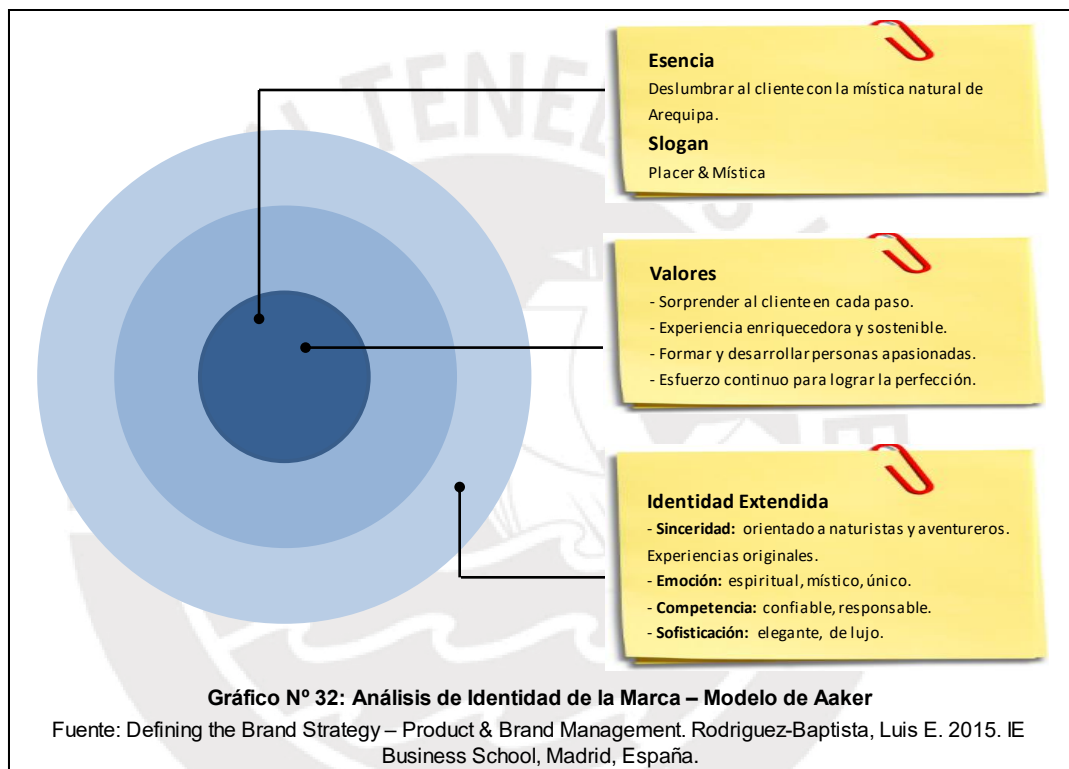 Esencia
Deslumbrar al cliente con la mística natural de
Arequipa.
Slogan
Placer & Mística
Valores
- Sorprender al cliente en cada paso.
- Experiencia enriquecedora y sostenible.
- Formar y desarrollar personas apasionadas.
- Esfuerzo continuo para lograr la perfección.
Identidad Extendida
- Sinceridad: orientado a naturistas y aventureros.
Experiencias originales.
- Emoción: espiritual, místico, único.
- Competencia: confiable, responsable.
- Sofisticación: elegante, de lujo.
Gráfico Nº 32: Análisis de Identidad de la Marca – Modelo de Aaker
Fuente: Defining the Brand Strategy – Product & Brand Management. Rodriguez-Baptista, Luis E. 2015. IE
Business School, Madrid, España.